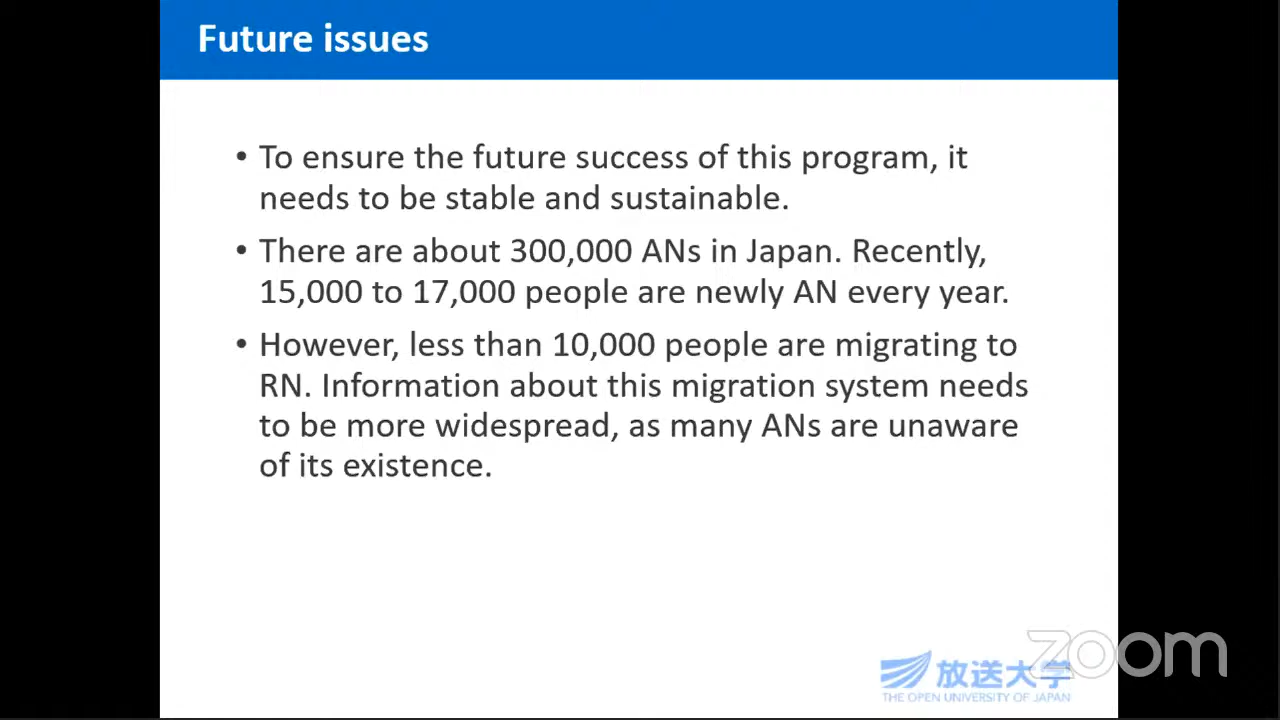 Future issues
• To ensure the future success of this program, it
needs to be stable and sustainable.
• There are about 300,000 ANs in Japan. Recently,
15,000 to 17,000 people are newly AN every year.
• However, less than 10,000 people are migrating to
RN. Information about this migration system needs
to be more widespread, as many ANs are unaware
of its existence.
zoom
放送大学
THE OPEN UNIVERSITY OF JAPAN